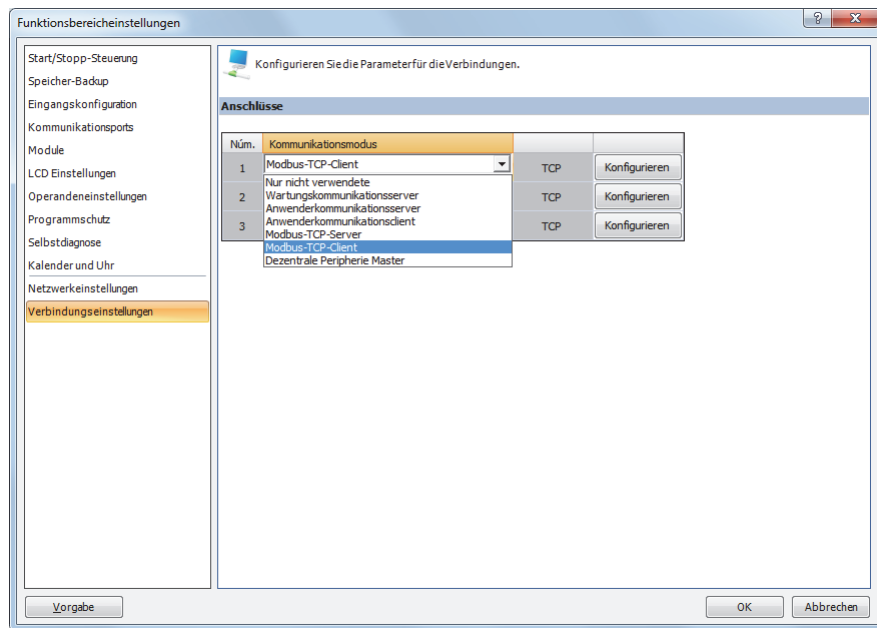 Funktionsbereicheinstellungen
Start/Stopp-Steuerung
Speicher-Backup
Eingangskonfiguration
Kommunikationsports
Module
LCD Einstellungen
Operandeneinstellungen
Programmschutz
Selbstdiagnose
Kalender und Uhr
Netzwerkeinstellungen
Verbindungseinstellungen
Konfigurieren Sie die Parameter für die Verbindungen.
Anschlüsse
Núm. Kommunikationsmodus
1 Modbus-TCP-Client TCP Konfigurieren
Nur nicht verwendete
2 Wartungskommunikationsserver TCP Konfigurieren
Anwenderkommunikationsserver
3 Anwenderkommunikationsclient TCP Konfigurieren
Modbus-TCP-Server
Modbus-TCP-Client
Dezentrale Peripherie Master
Vorgabe OK Abbrechen